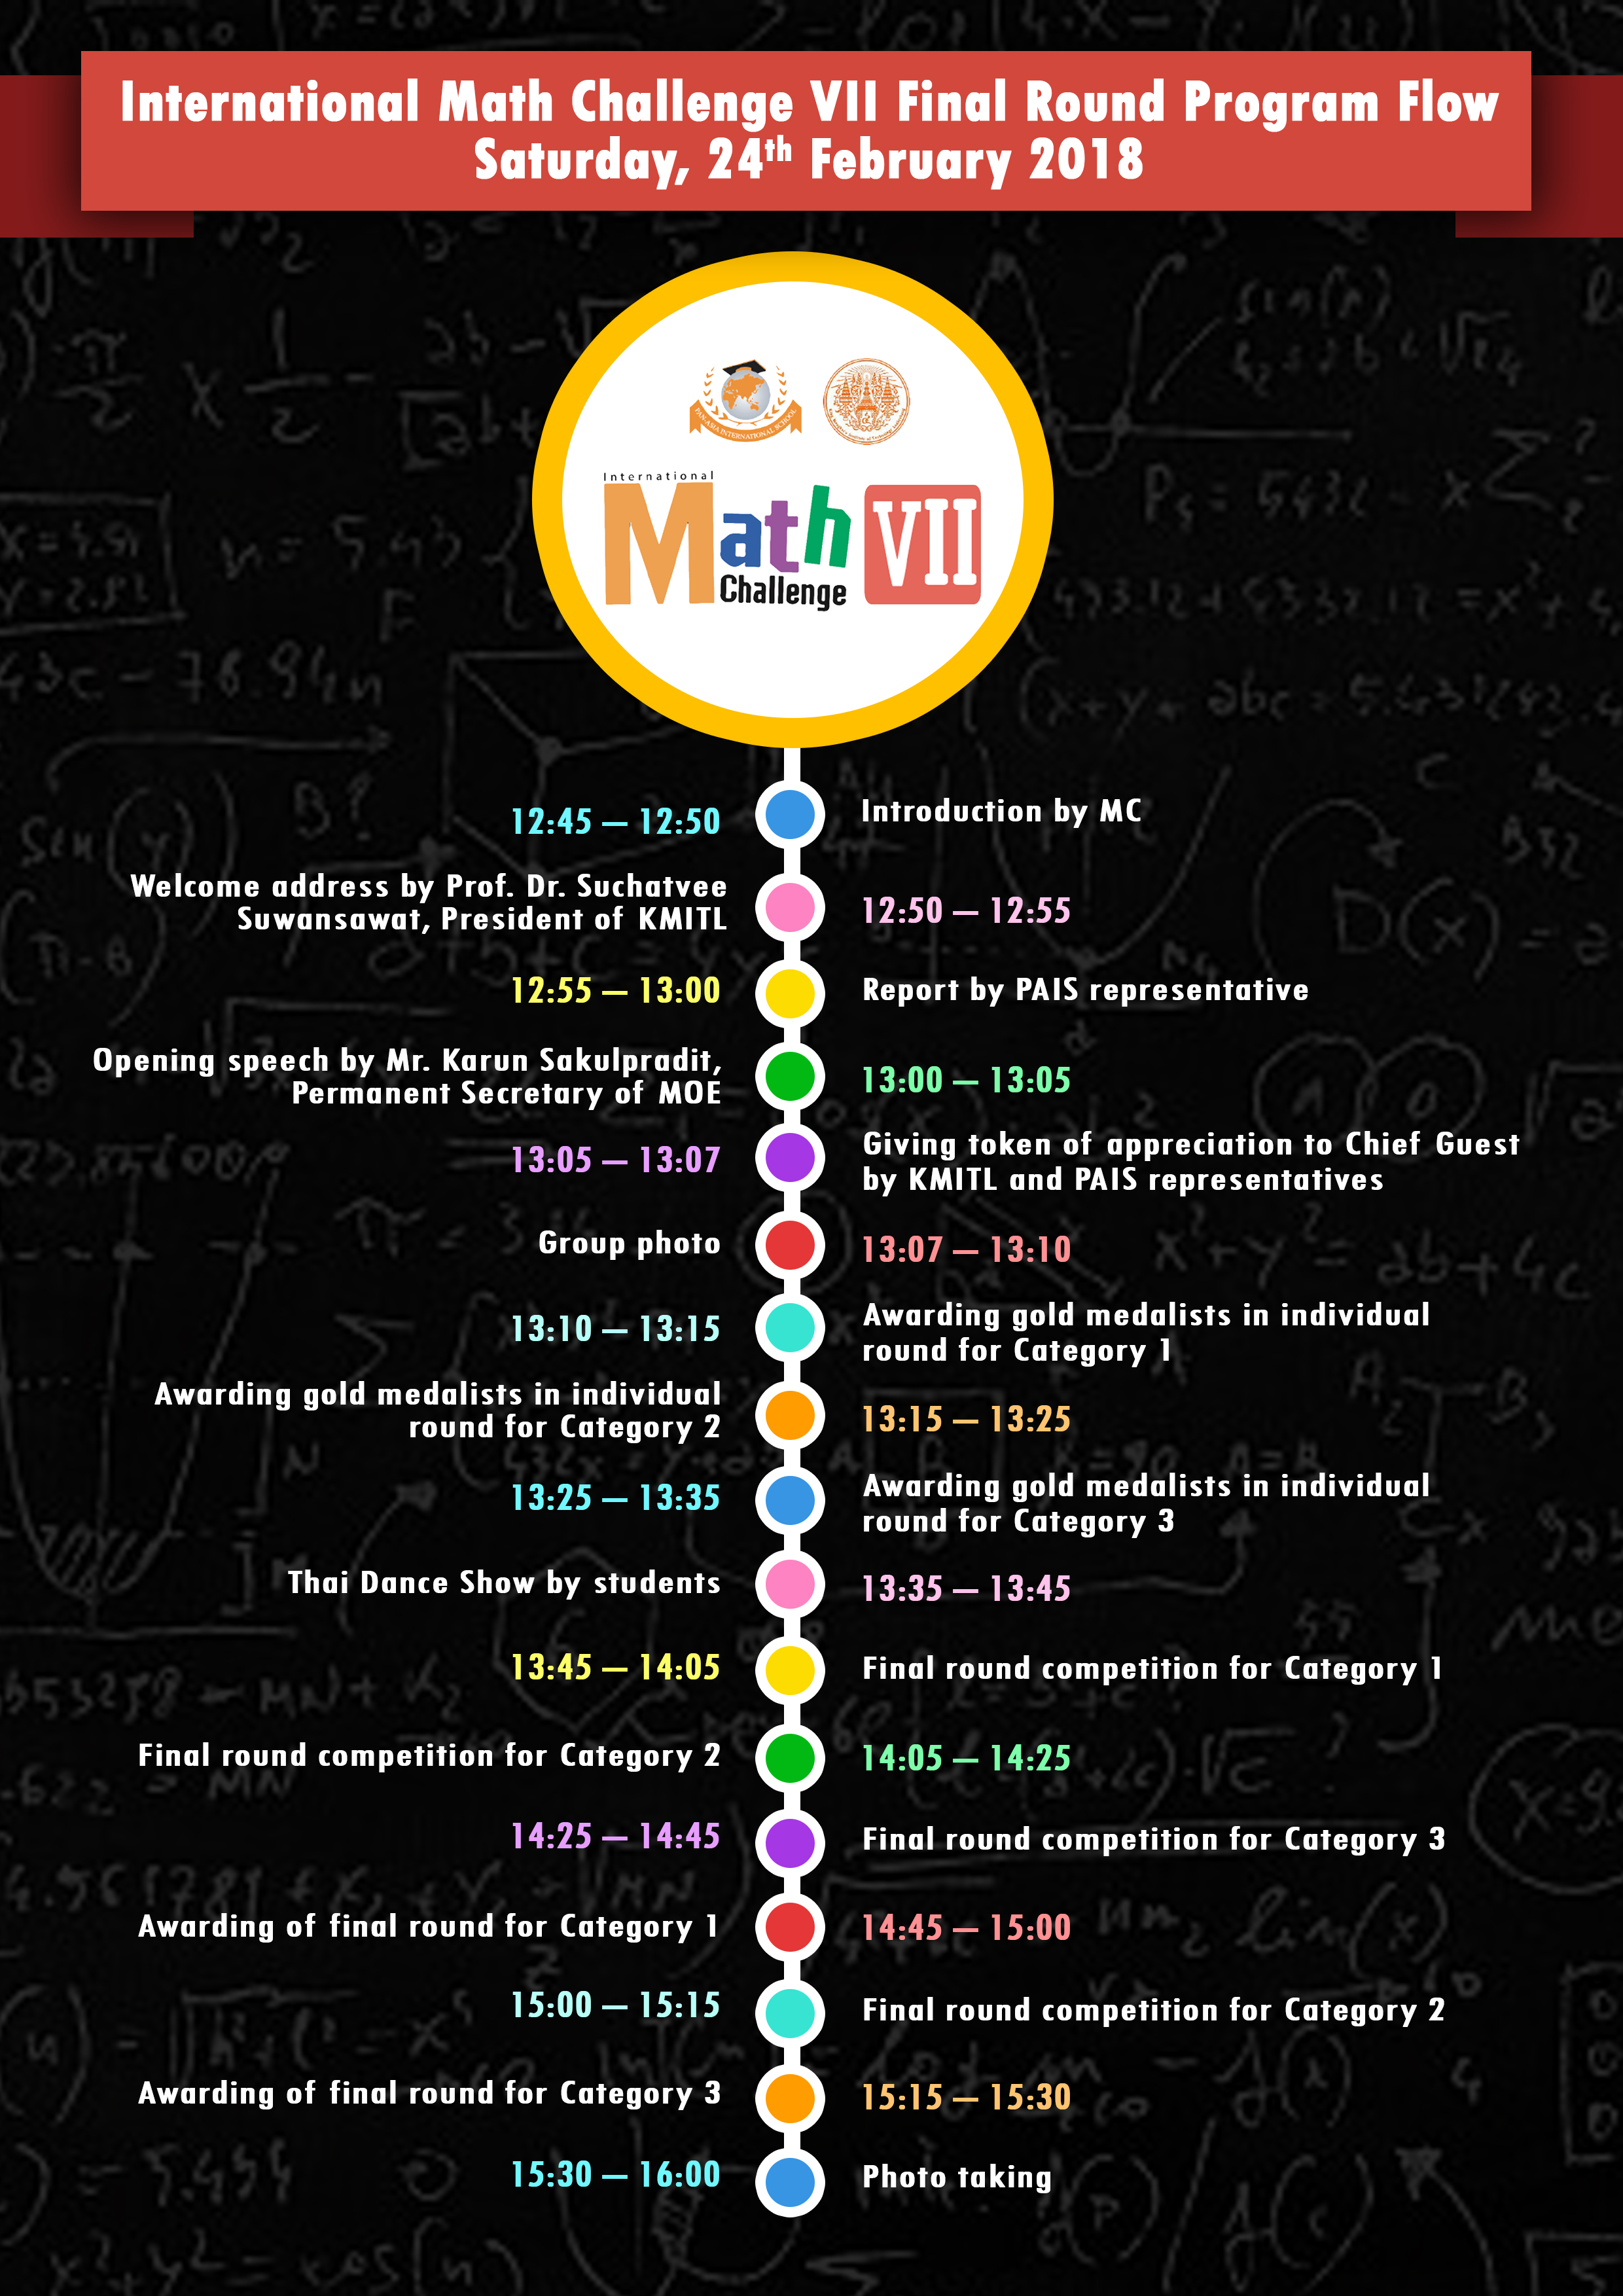 International Math Challenge VII Final Round Program Flow
Saturday, 24th February 2018
PAN-ASIA INTERNATIONAL SCHOOL
International
Math
Challenge
VII
12:45 — 12:50
Introduction by MC
Welcome address by Prof. Dr. Suchatvee
Suwansawat, President of KMITL
12:50 — 12:55
12:55 — 13:00
Report by PAIS representative
Opening speech by Mr. Karun Sakulpradit,
Permanent Secretary of MOE
13:00 — 13:05
13:05 — 13:07
Giving token of appreciation to Chief Guest
by KMITL and PAIS representatives
Group photo
13:07 — 13:10
13:10 — 13:15
Awarding gold medalists in individual
round for Category 1
Awarding gold medalists in individual
round for Category 2
13:15 — 13:25
13:25 — 13:35
Awarding gold medalists in individual
round for Category 3
Thai Dance Show by students
13:35 — 13:45
13:45 — 14:05
Final round competition for Category 1
Final round competition for Category 2
14:05 — 14:25
14:25 — 14:45
Final round competition for Category 3
Awarding of final round for Category 1
14:45 — 15:00
15:00 — 15:15
Final round competition for Category 2
Awarding of final round for Category 3
15:15 — 15:30
15:30 — 16:00
Photo taking